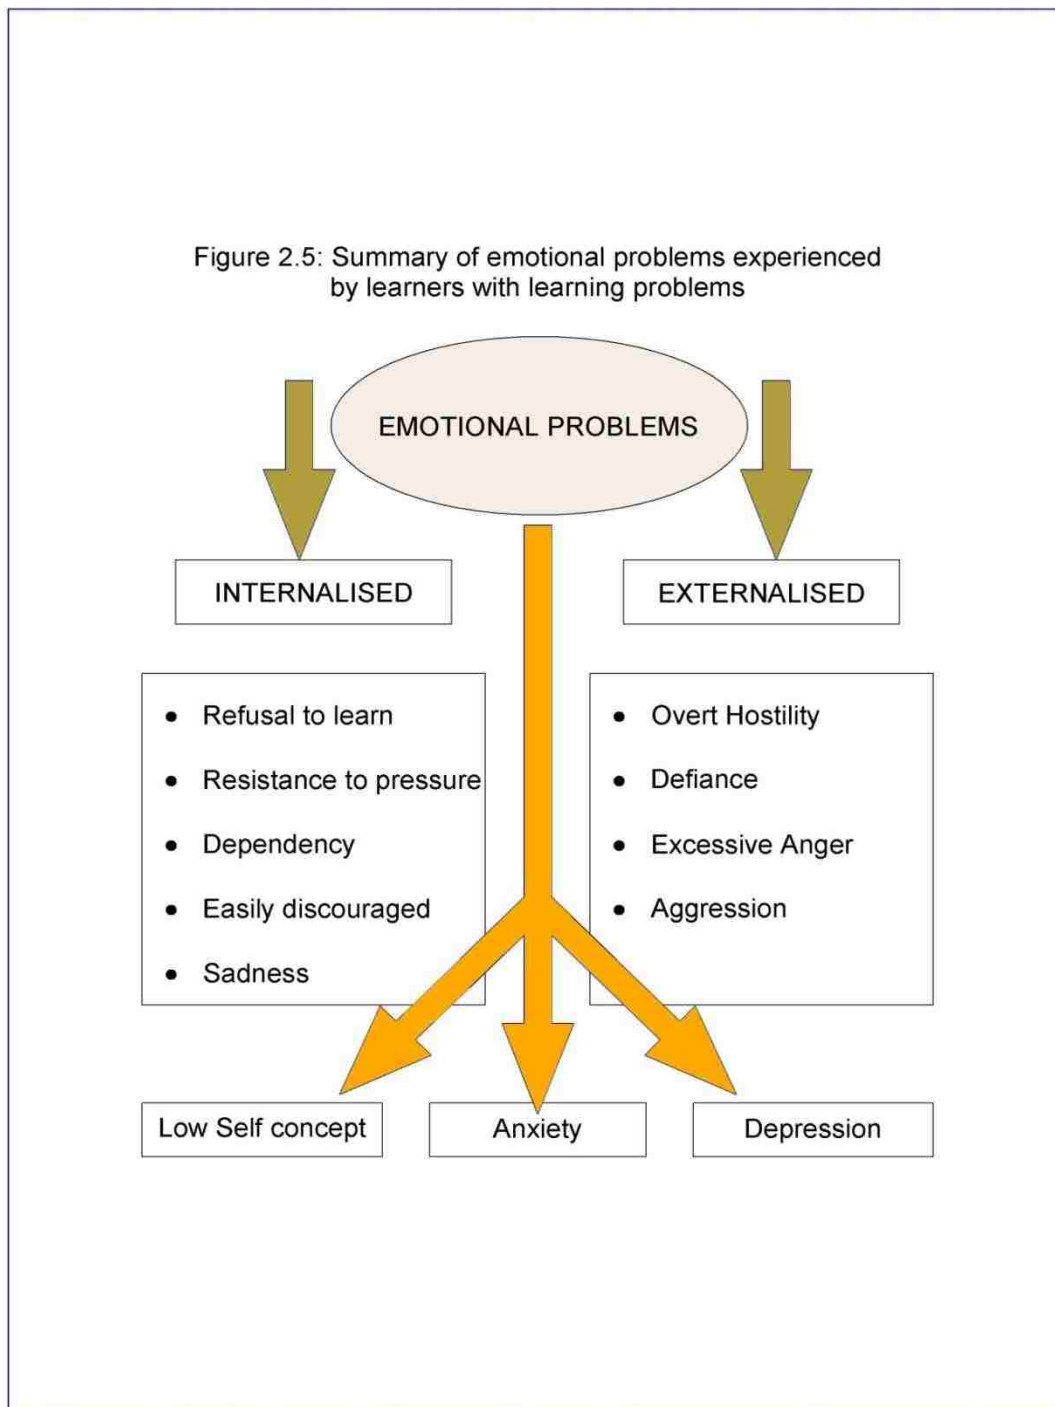 Figure 2.5: Summary of emotional problems experienced
by learners with learning problems
EMOTIONAL PROBLEMS
INTERNALISED
EXTERNALISED
● Refusal to learn
● Resistance to pressure
● Dependency
● Easily discouraged
● Sadness
● Overt Hostility
● Defiance
● Excessive Anger
● Aggression
Low Self concept
Anxiety
Depression